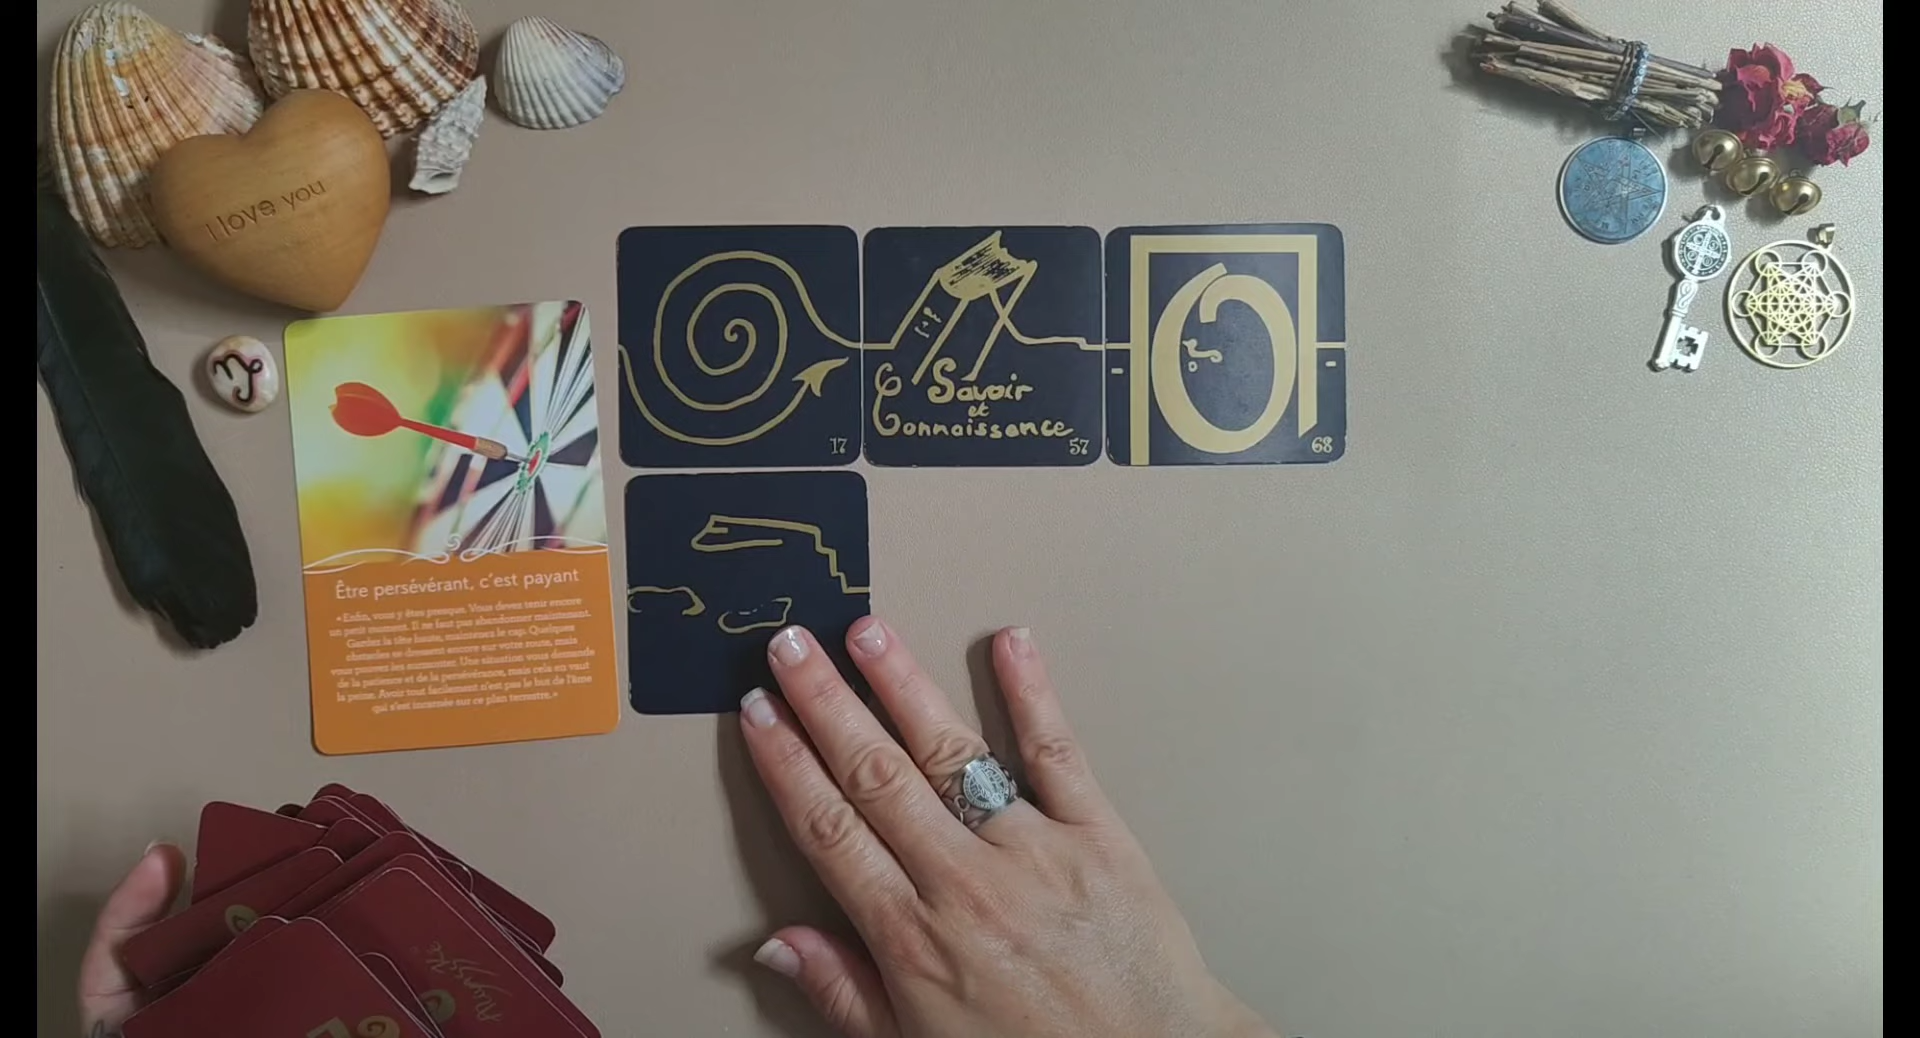 I love you
17
Savoir
et
Connaissance
57
68
Être persévérant, c'est payant
« Enfin, vous y êtes presque. Vous devez tenir encore
un petit moment. Il ne faut pas abandonner maintenant.
Gardez la tête haute, maintenez le cap. Quelques
obstacles se dressent encore sur votre route, mais
vous pouvez les surmonter. Une situation vous demande
de la patience et de la persévérance, mais cela en vaut
la peine. Avoir tout facilement n'est pas le but de l'âme
qui s'est incarnée sur ce plan terrestre. »